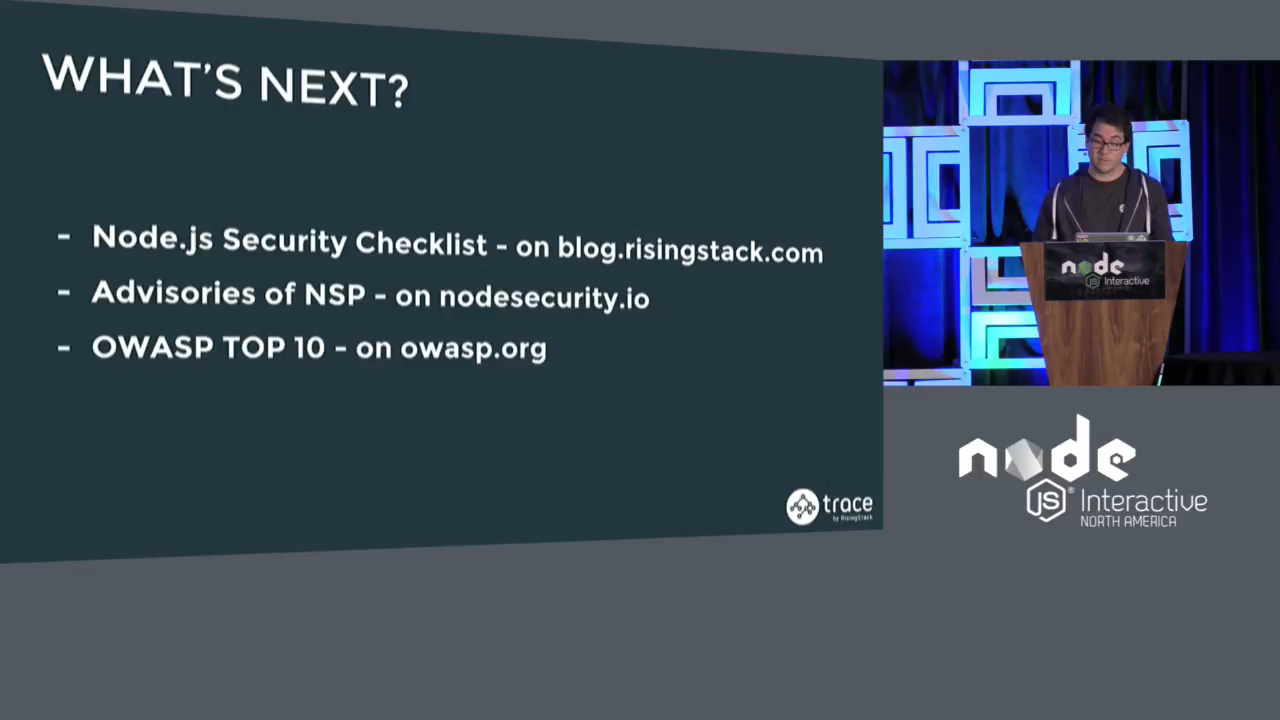 WHAT'S NEXT?
- Node.js Security Checklist - on blog.risingstack.com
- Advisories of NSP - on nodesecurity.io
- OWASP TOP 10 - on owasp.org
trace
by RisingStack
node
JS Interactive
node
JS® Interactive
NORTH AMERICA